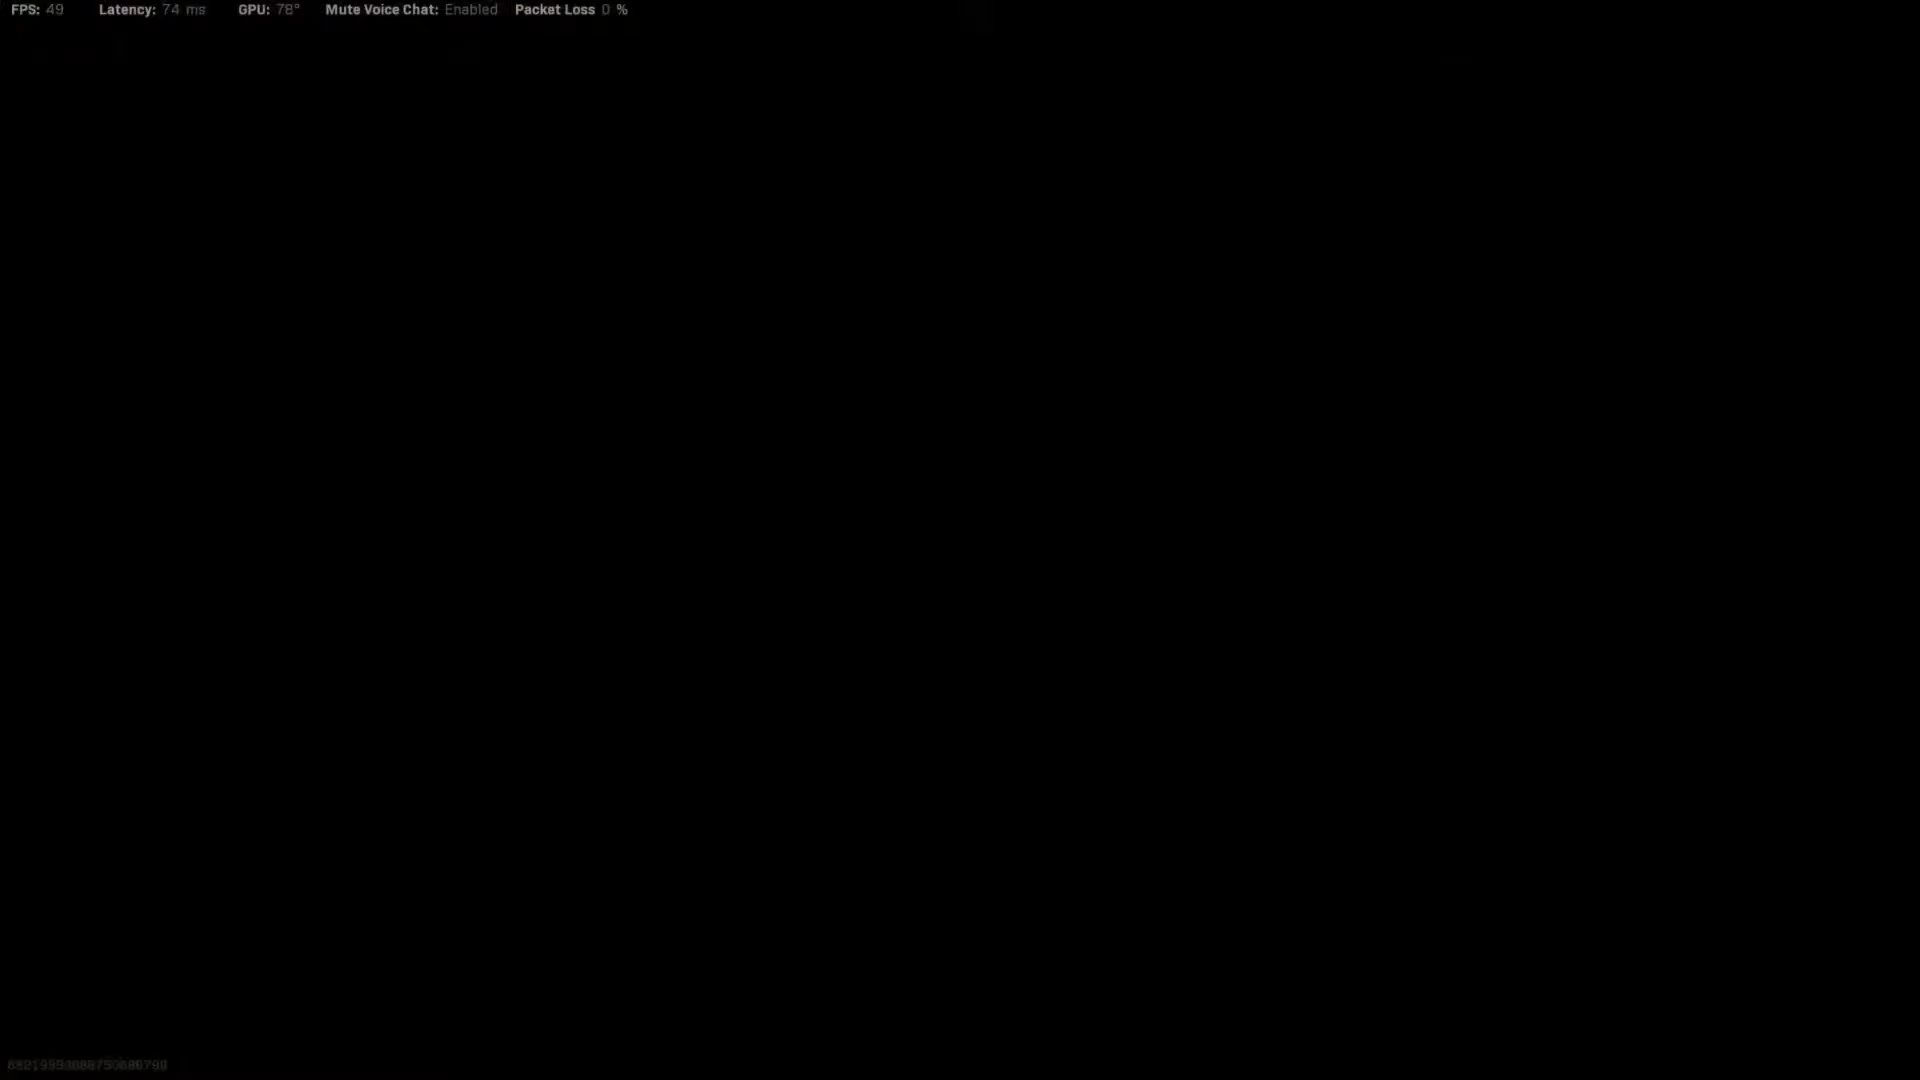 FPS: 49 Latency: 74 ms GPU: 78° Mute Voice Chat: Enabled Packet Loss 0 %